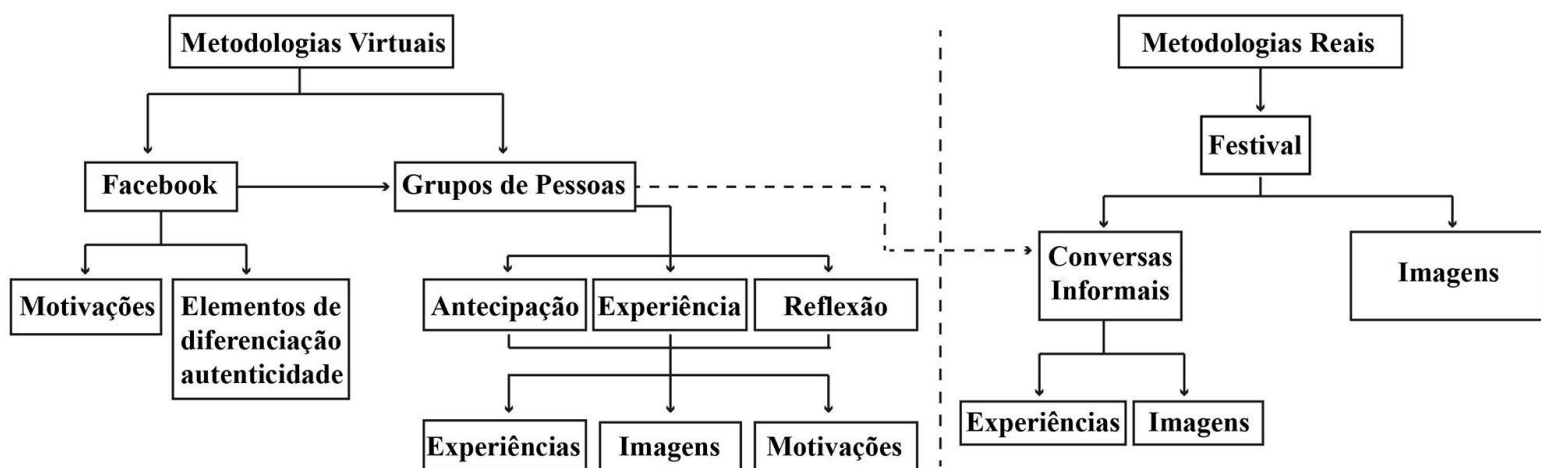 Metodologias Virtuais
Metodologias Reais
Festival
Facebook
Grupos de Pessoas
Conversas
Informais
Imagens
Motivações
Elementos de
diferenciação
autenticidade
Antecipação
Experiência
Reflexão
Experiências
Imagens
Motivações
Experiências
Imagens